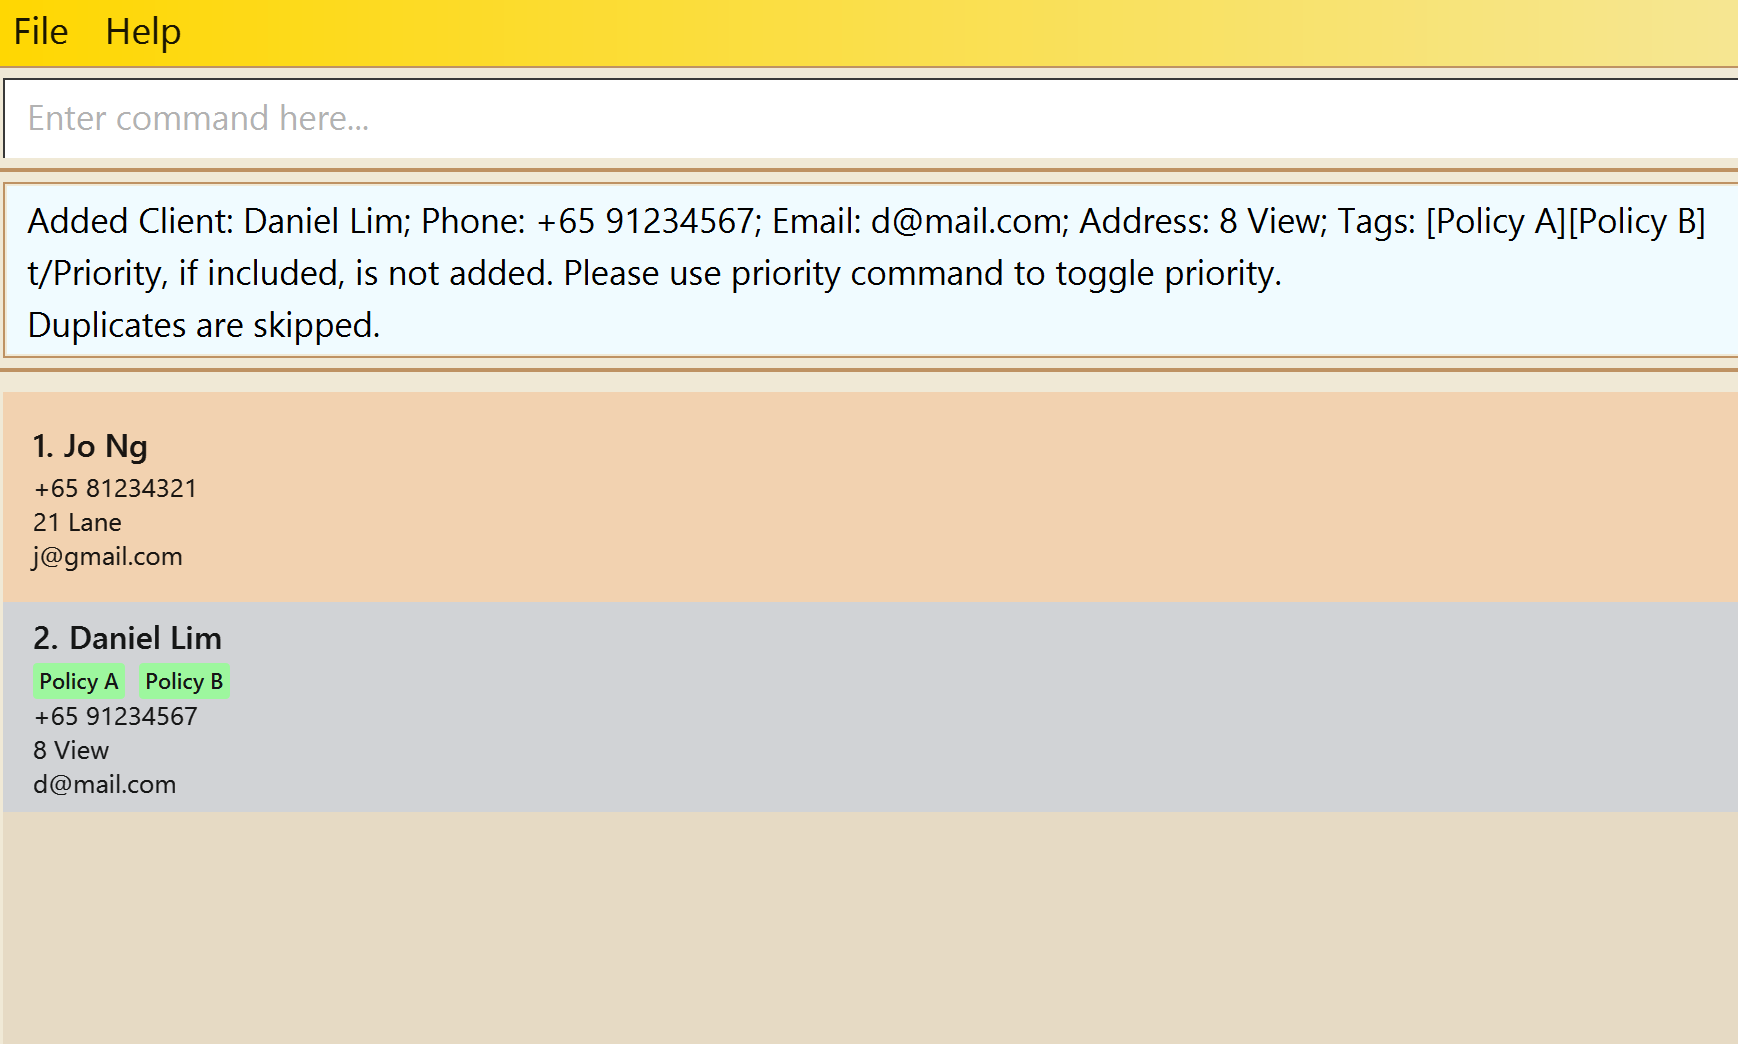 File Help
Enter command here...
Added Client: Daniel Lim; Phone: +65 91234567; Email: d@mail.com; Address: 8 View; Tags: [Policy A][Policy B]
t/Priority, if included, is not added. Please use priority command to toggle priority.
Duplicates are skipped.
1. Jo Ng
+65 81234321
21 Lane
j@gmail.com
2. Daniel Lim
Policy A Policy B
+65 91234567
8 View
d@mail.com